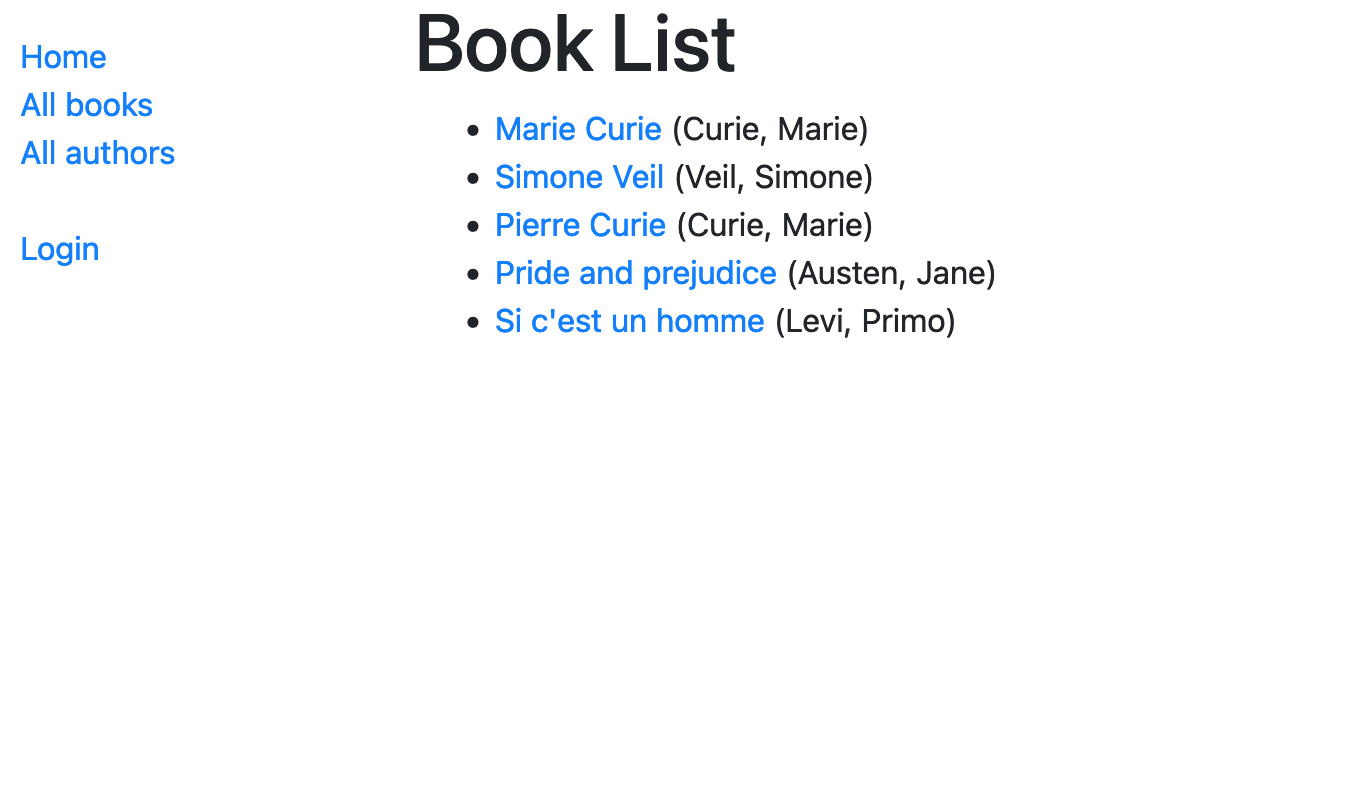 Home
All books
All authors
Login
Book List
Marie Curie (Curie, Marie)
Simone Veil (Veil, Simone)
Pierre Curie (Curie, Marie)
Pride and prejudice (Austen, Jane)
Si c'est un homme (Levi, Primo)